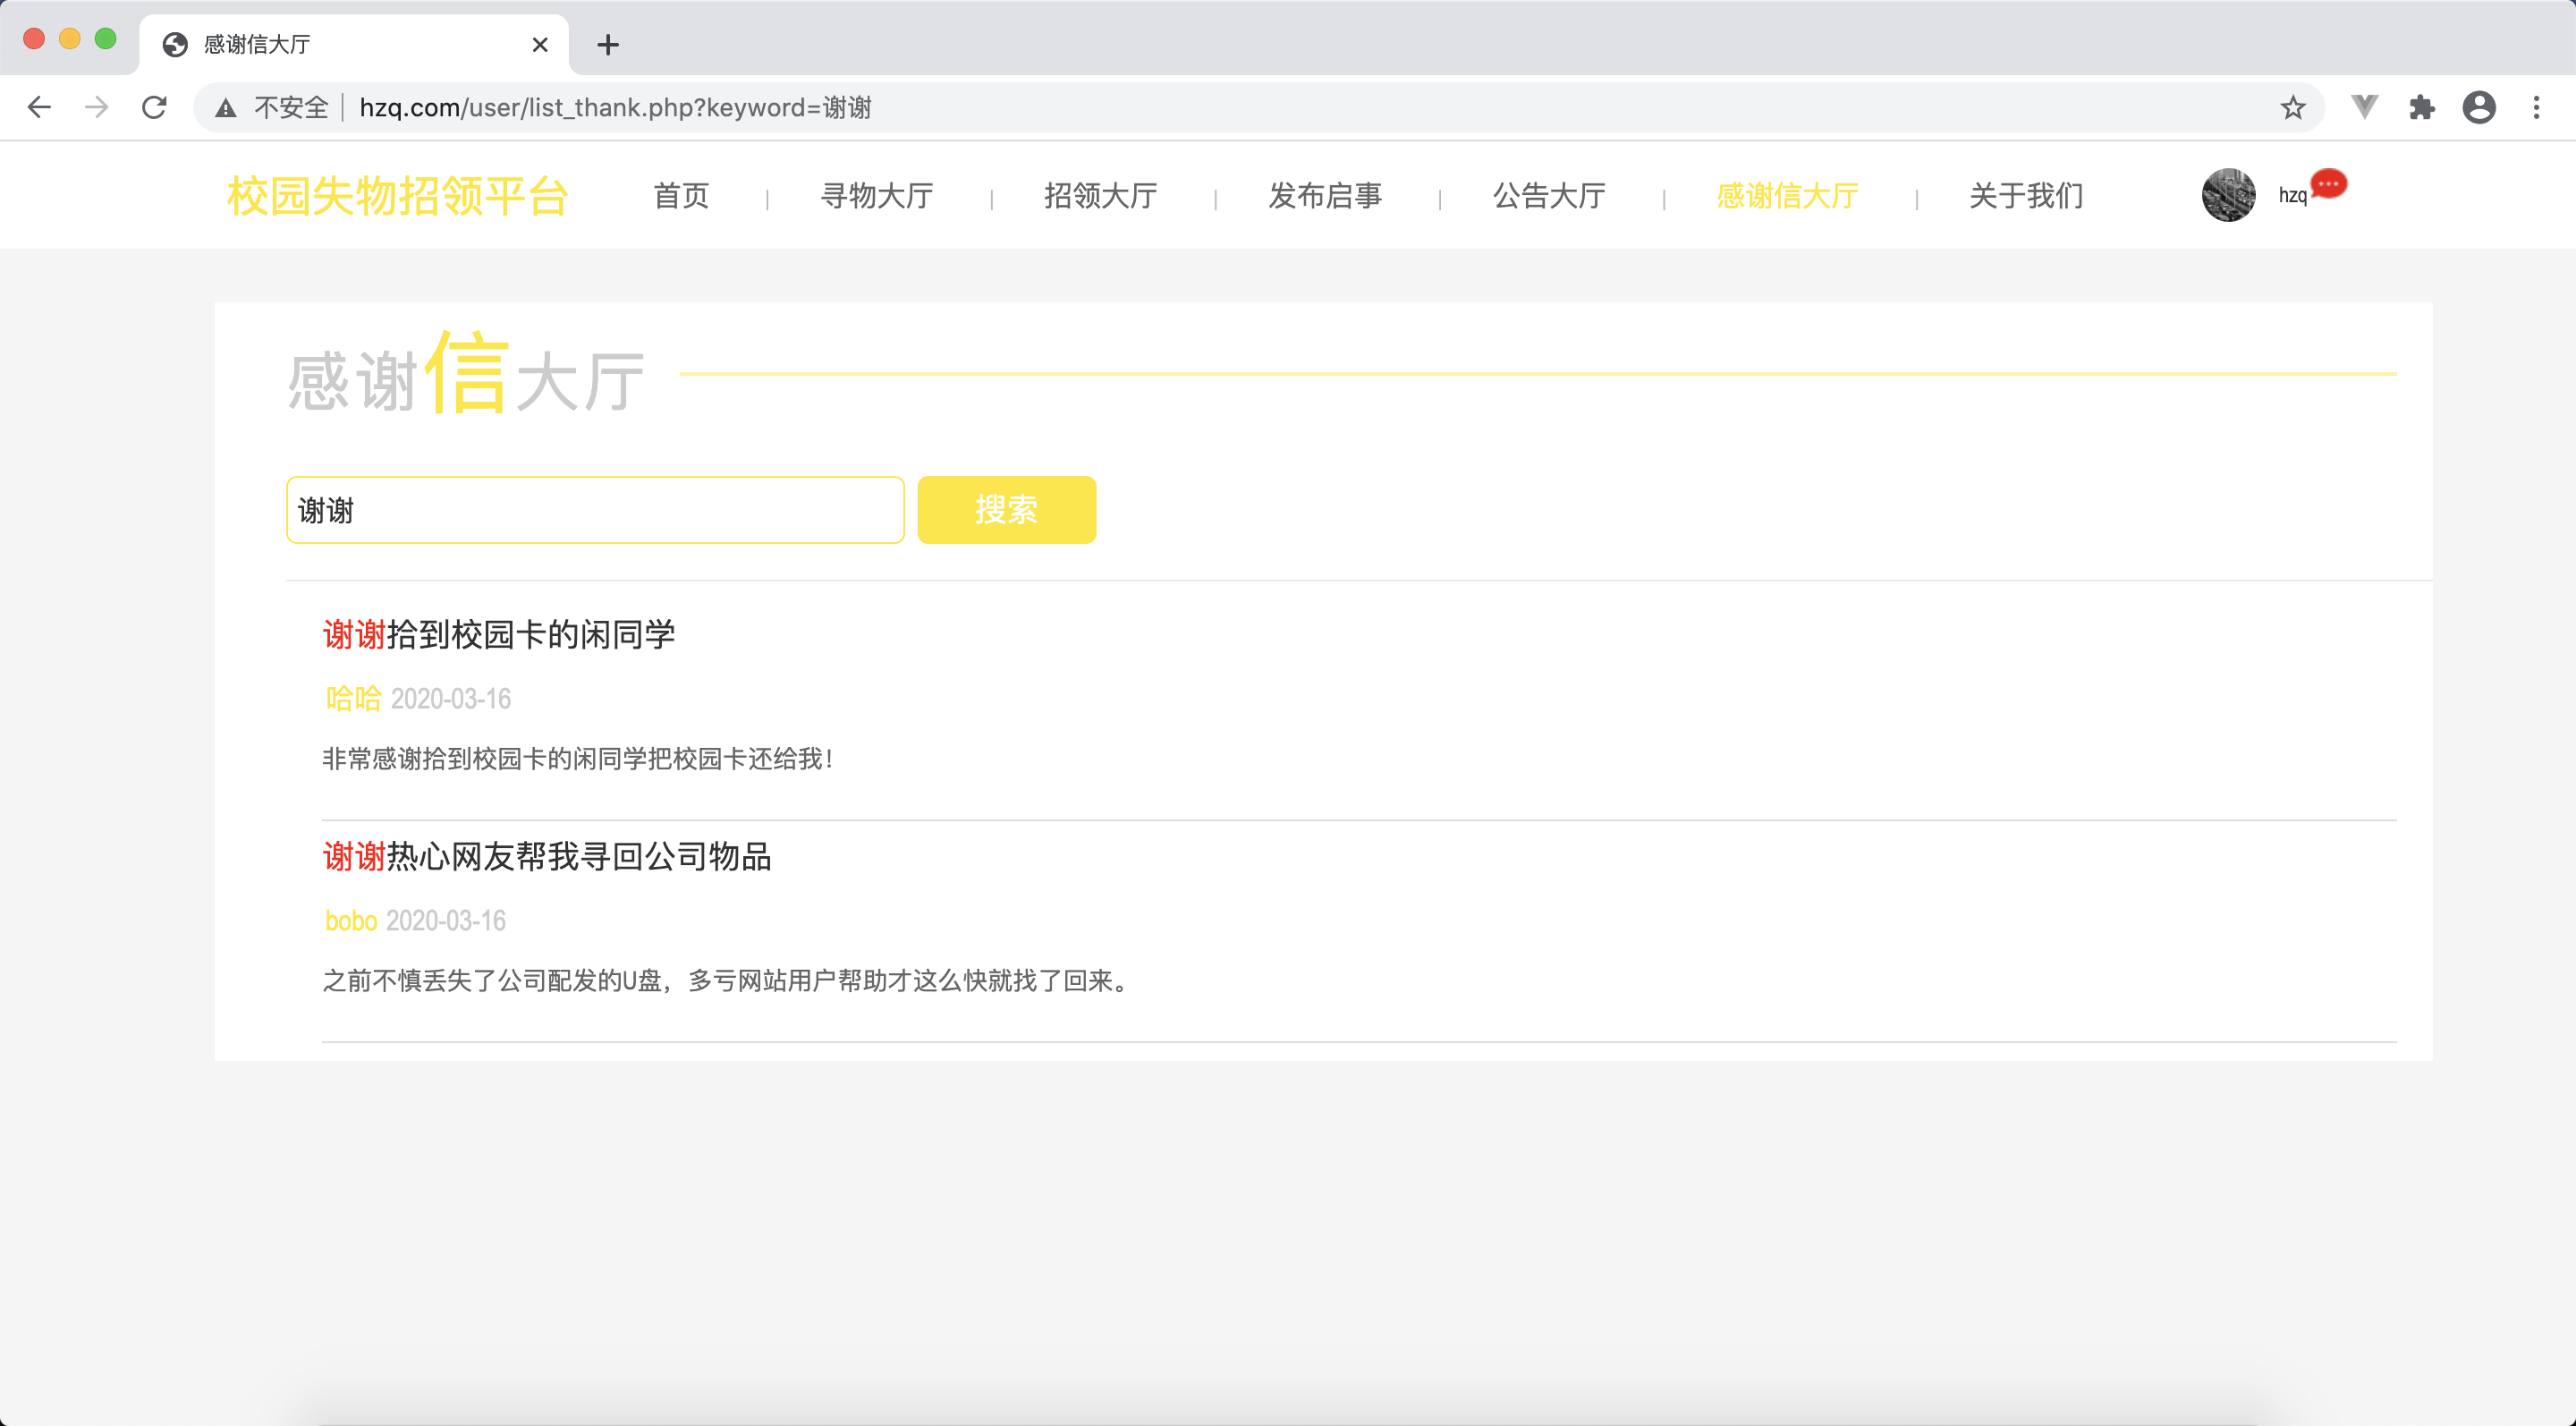 感谢信大厅
不安全 hzq.com/user/list_thank.php?keyword=谢谢
校园失物招领平台 首页 | 寻物大厅 | 招领大厅 | 发布启事 | 公告大厅 | 感谢信大厅 | 关于我们 hzq
感谢信大厅
谢谢 搜索
谢谢拾到校园卡的闲同学
哈哈 2020-03-16
非常感谢拾到校园卡的闲同学把校园卡还给我！
谢谢热心网友帮我寻回公司物品
bobo 2020-03-16
之前不慎丢失了公司配发的U盘，多亏网站用户帮助才这么快就找了回来。